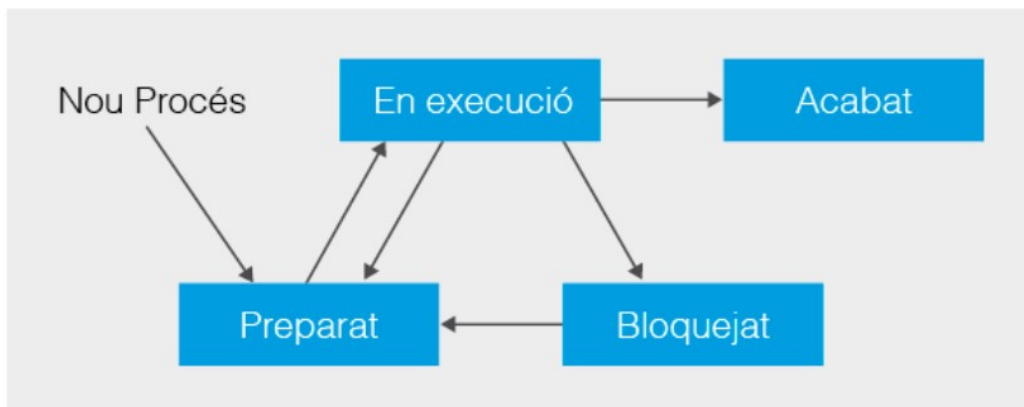 Nou Procés
En execució
Acabat
Preparat
Bloquejat